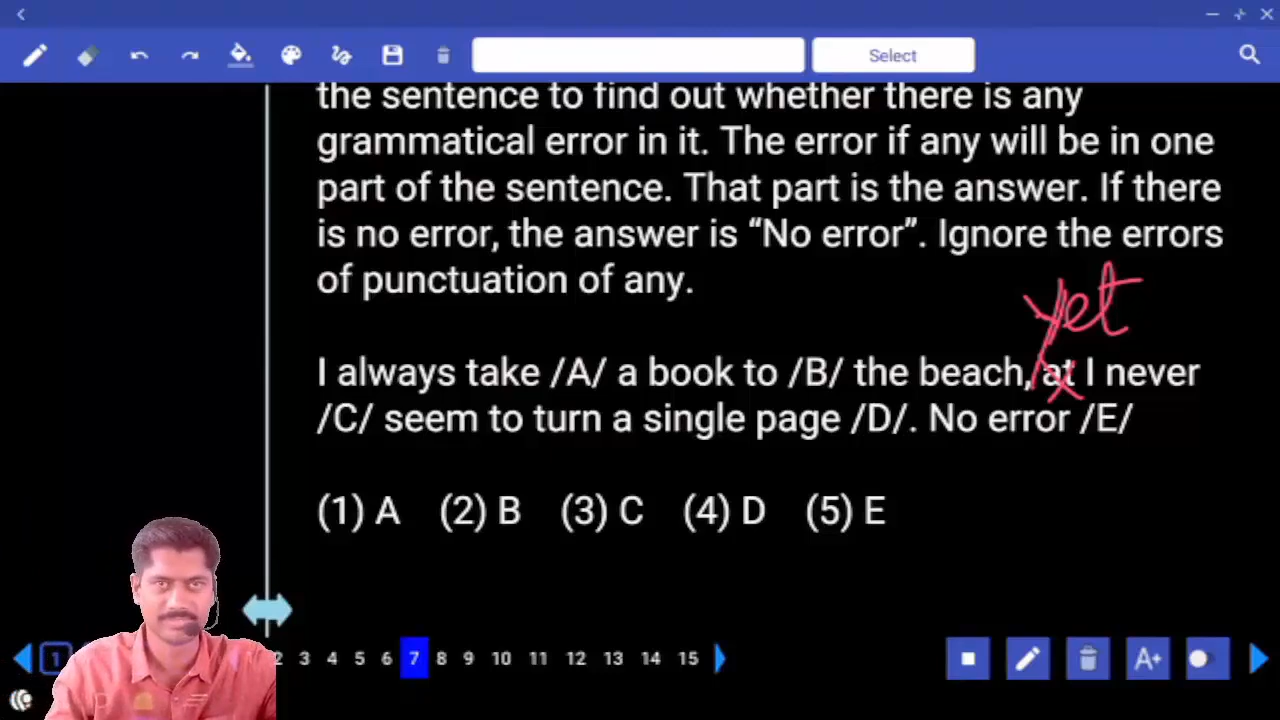 Select
the sentence to find out whether there is any
grammatical error in it. The error if any will be in one
part of the sentence. That part is the answer. If there
is no error, the answer is “No error”. Ignore the errors
of punctuation of any.
yet
I always take /A/ a book to /B/ the beach, at I never
/C/ seem to turn a single page /D/. No error /E/
(1) A (2) B (3) C (4) D (5) E
1 2 3 4 5 6 7 8 9 10 11 12 13 14 15 A+